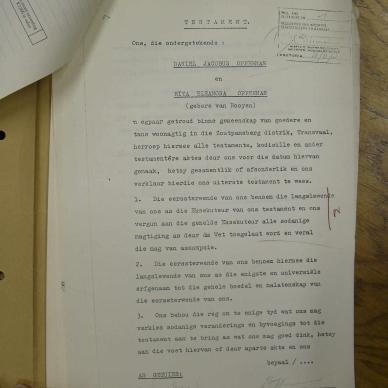 TESTAMENT.
Ons, die ondergetekende :
DANIEL JACOBUS OPPERMAN
en
RITA ELEANORA OPPERMAN
(gebore van Rooyen)
'n egpaar getroud binne gemeenskap van goedere en
tans woonagtig in die Soutpansberg distrik, Transvaal,
herroep hiermee alle testamente, kodisille en ander
testamentêre aktes deur ons voor die datum hiervan
gemaak, hetsy gesamentlik of afsonderlik en ons
verklaar hierdie ons uiterste testament te wees.
1. Die eerssterwende van ons benoem die langslewende
van ons as die Eksekuteur van ons testament en ons
vergun aan die gemelde Eksekuteur alle sodanige
magtiging as deur die Wet toegelaat word en veral
die mag van assumpsie.
2. Die eerssterwende van ons benoem hiermee die
langslewende van ons as die enigste en universiële
erfgenaam tot die gehele boedel en nalatenskap van
die eerssterwende van ons.
3. Ons behou die reg om te enige tyd wat ons mag
verkies sodanige veranderings en byvoegings tot die
testament aan te bring as wat ons mag goed dink, hetsy
aan die voet hiervan of deur aparte akte en ons
bepaal / ....
AS GETUIES: